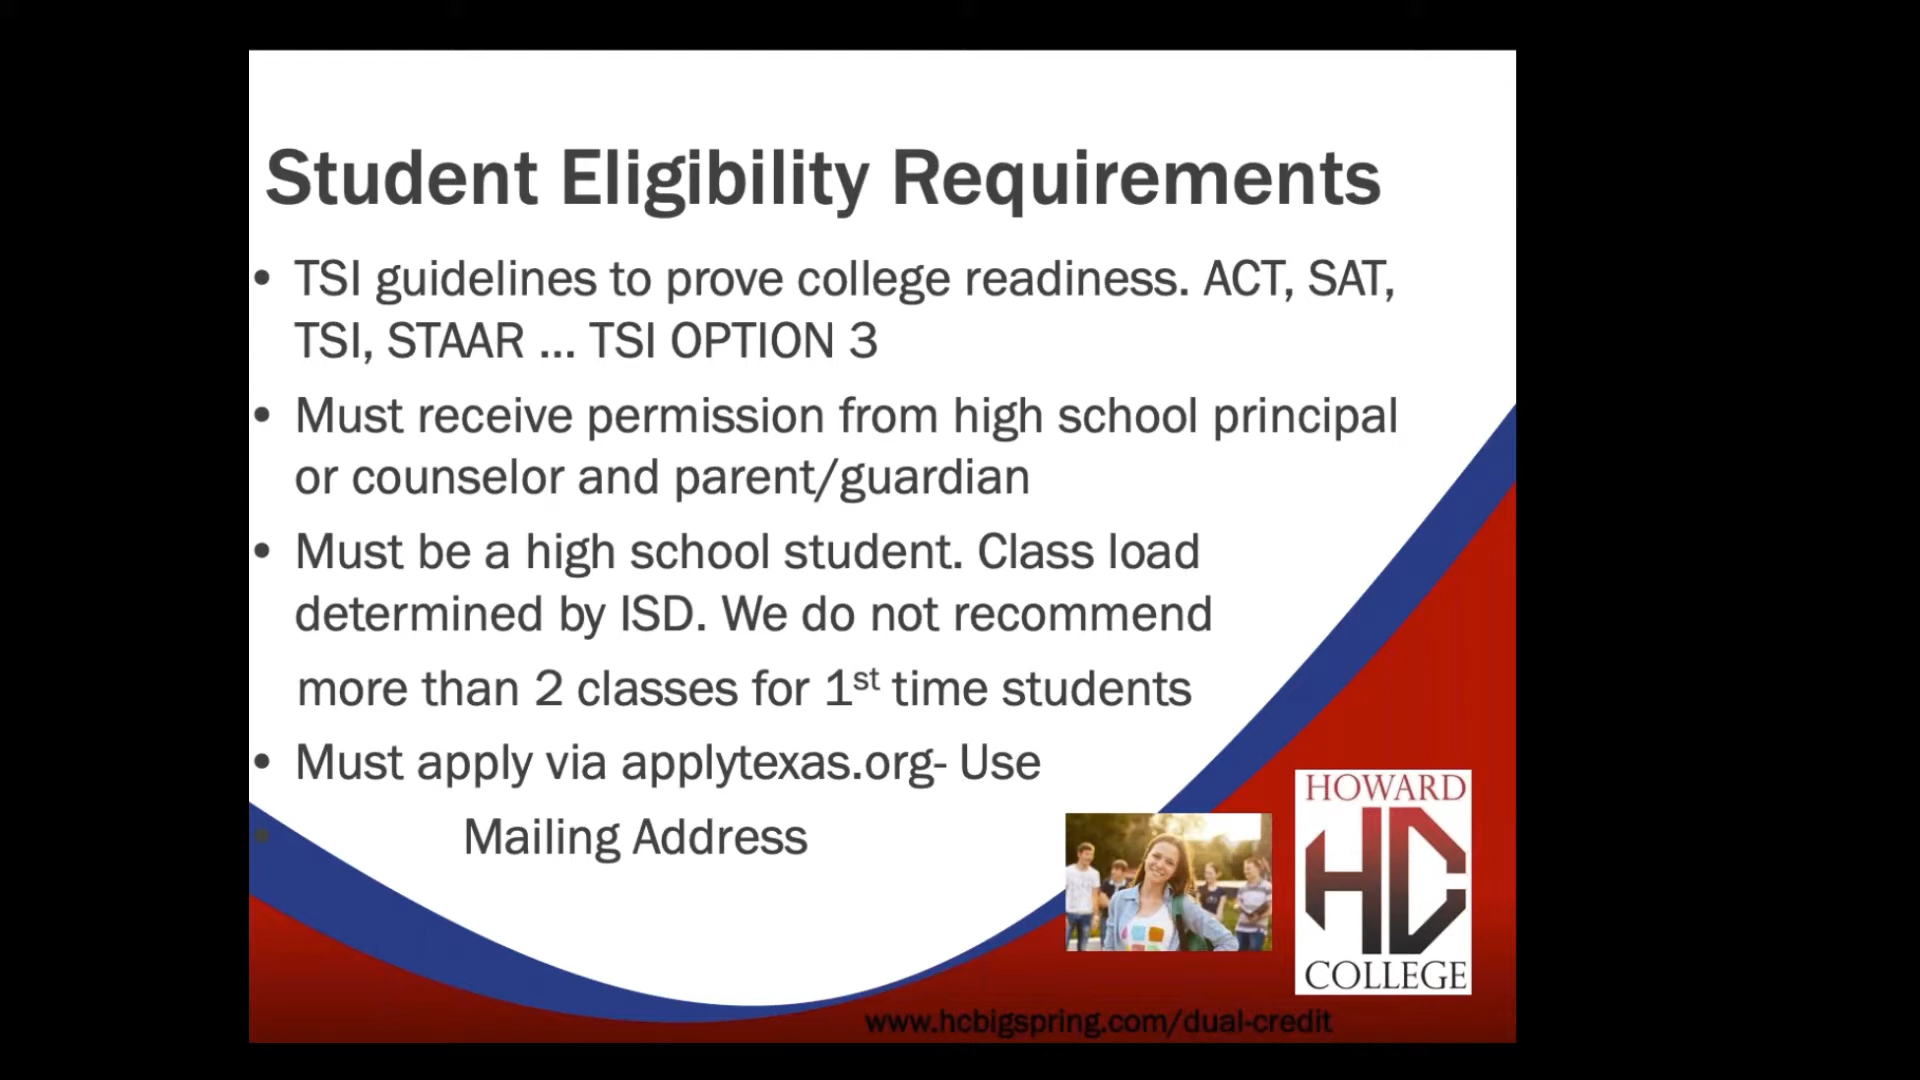 Student Eligibility Requirements
• TSI guidelines to prove college readiness. ACT, SAT,
TSI, STAAR ... TSI OPTION 3
• Must receive permission from high school principal
or counselor and parent/guardian
• Must be a high school student. Class load
determined by ISD. We do not recommend
more than 2 classes for 1st time students
• Must apply via applytexas.org- Use
• Mailing Address
HOWARD
HC
COLLEGE
www.hcbigspring.com/dual-credit